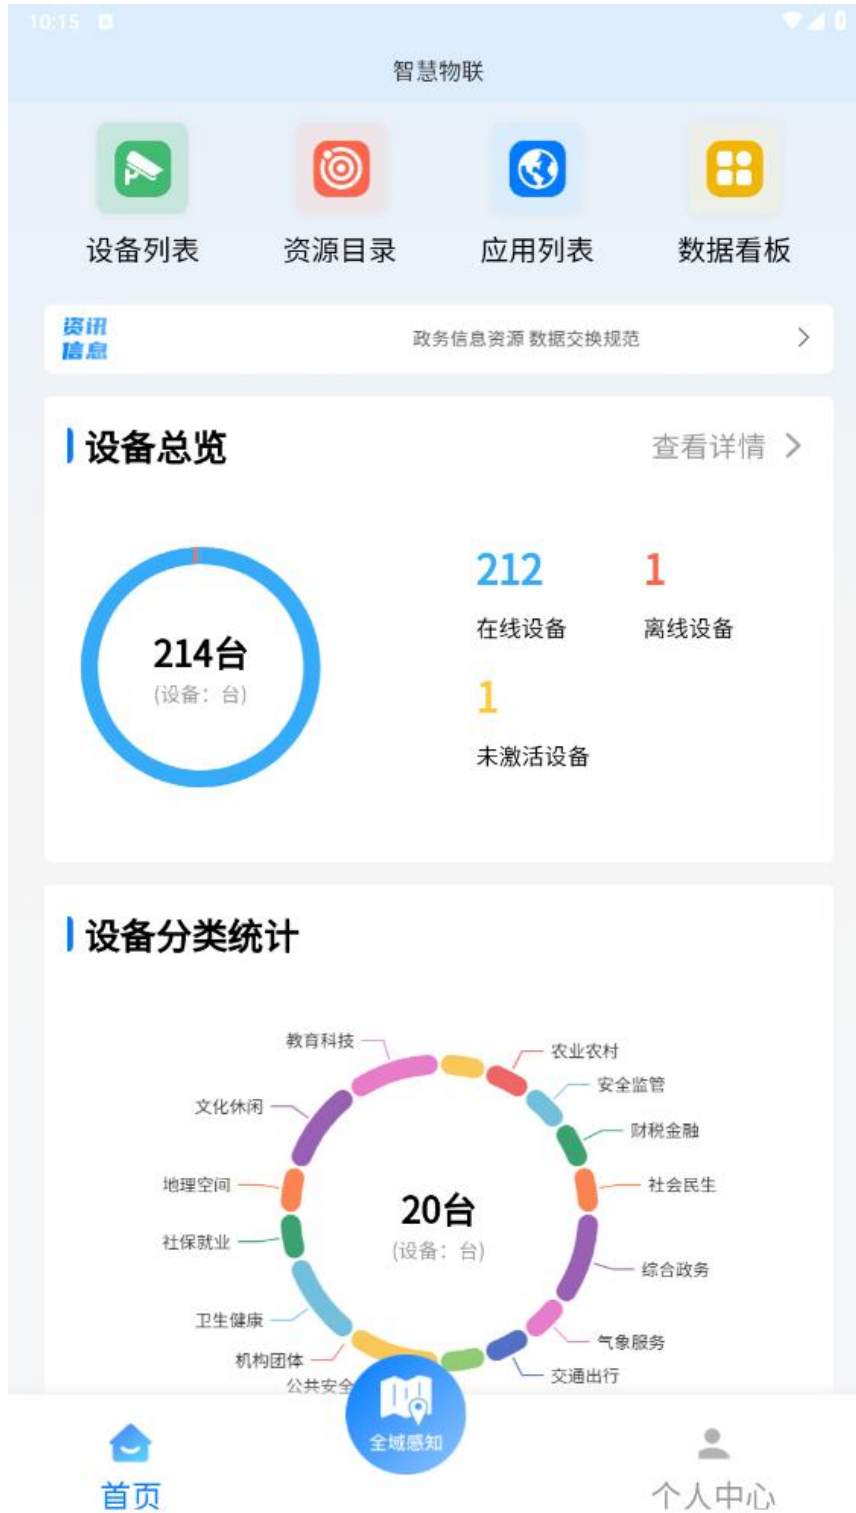 10:15
智慧物联
设备列表
资源目录
应用列表
数据看板
资讯
信息
政务信息资源 数据交换规范
设备总览
查看详情
214台
(设备：台)
212
在线设备
1
离线设备
1
未激活设备
设备分类统计
教育科技
农业农村
安全监管
文化休闲
财税金融
地理空间
社会民生
20台
(设备：台)
社保就业
综合政务
卫生健康
气象服务
机构团体
交通出行
公共安全
全域感知
首页
个人中心